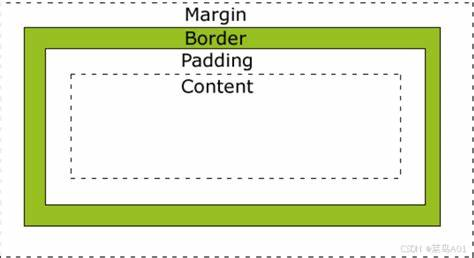 Margin
Border
Padding
Content
CSDN @菜鸟A01